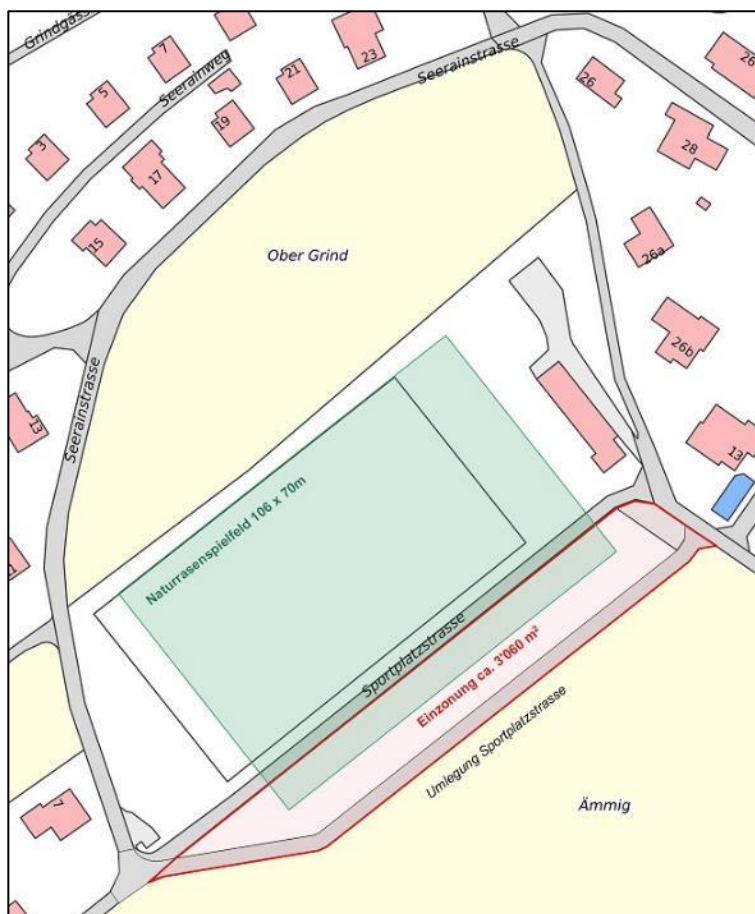 Grindgäss
7
23
Seerainstrasse
5
Seerainweg
21
26
26
3
19
28
17
15
Ober Grind
26a
26b
Seerainstrasse
13
13
Naturrasenspielfeld 106 x 70m
Sportplatzstrasse
Einzonung ca. 3'060 m²
Umlegung Sportplatzstrasse
7
Ämmig